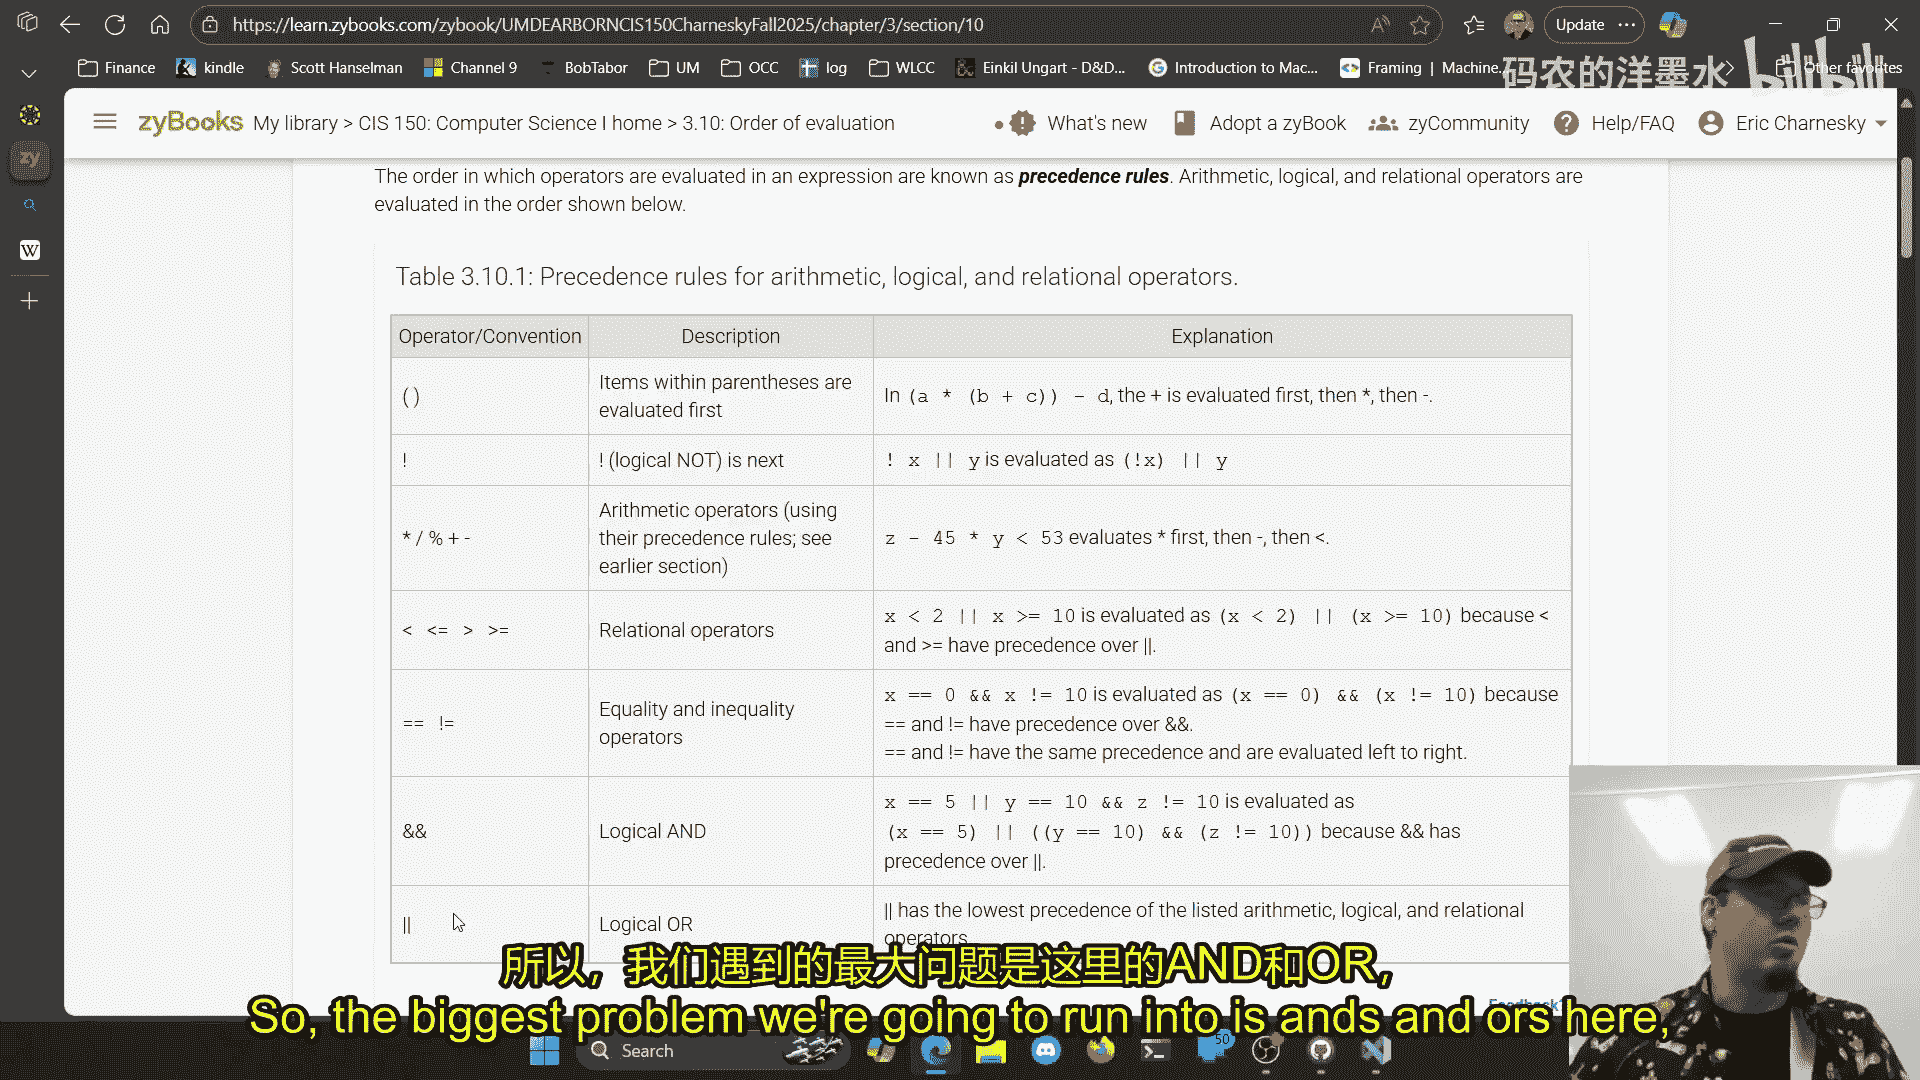 https://learn.zybooks.com/zybook/UMDEARBORNCIS150CharneskyFall2025/chapter/3/section/10
Update
Finance
kindle
Scott Hanselman
Channel 9
BobTabor
UM
OCC
log
WLCC
Einkil Ungart - D&D...
Introduction to Mac...
Framing | Machine...
Other favorites
码农的洋墨水
bilibili
zyBooks My library > CIS 150: Computer Science I home > 3.10: Order of evaluation
What's new
Adopt a zyBook
zyCommunity
Help/FAQ
Eric Charnesky
zy
W
The order in which operators are evaluated in an expression are known as precedence rules. Arithmetic, logical, and relational operators are
evaluated in the order shown below.
Table 3.10.1: Precedence rules for arithmetic, logical, and relational operators.
Operator/Convention Description Explanation
( )
Items within parentheses are
evaluated first
In (a * (b + c)) - d, the + is evaluated first, then *, then -.
!
! (logical NOT) is next
! x || y is evaluated as (!x) || y
* / % + -
Arithmetic operators (using
their precedence rules; see
earlier section)
z - 45 * y < 53 evaluates * first, then -, then <.
< <= > >=
Relational operators
x < 2 || x >= 10 is evaluated as (x < 2) || (x >= 10) because <
and >= have precedence over ||.
== !=
Equality and inequality
operators
x == 0 && x != 10 is evaluated as (x == 0) && (x != 10) because
== and != have precedence over &&.
== and != have the same precedence and are evaluated left to right.
&&
Logical AND
x == 5 || y == 10 && z != 10 is evaluated as
(x == 5) || ((y == 10) && (z != 10)) because && has
precedence over ||.
||
Logical OR
|| has the lowest precedence of the listed arithmetic, logical, and relational
operators
所以，我们遇到的最大问题是这里的AND和OR，
So, the biggest problem we're going to run into is ands and ors here,
Feedback?
Search
50